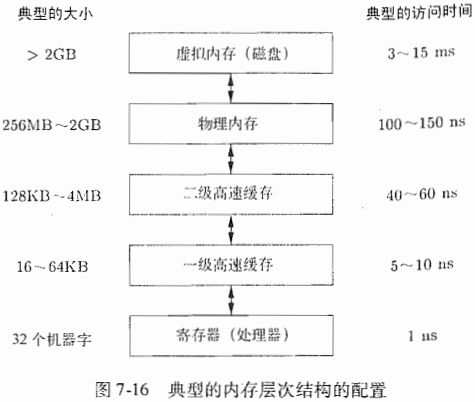 典型的大小 典型的访问时间
> 2GB 虚拟内存（磁盘） 3～15 ms
256MB～2GB 物理内存 100～150 ns
128KB～4MB 二级高速缓存 40～60 ns
16～64KB 一级高速缓存 5～10 ns
32 个机器字 寄存器（处理器） 1 ns
图 7-16 典型的内存层次结构的配置